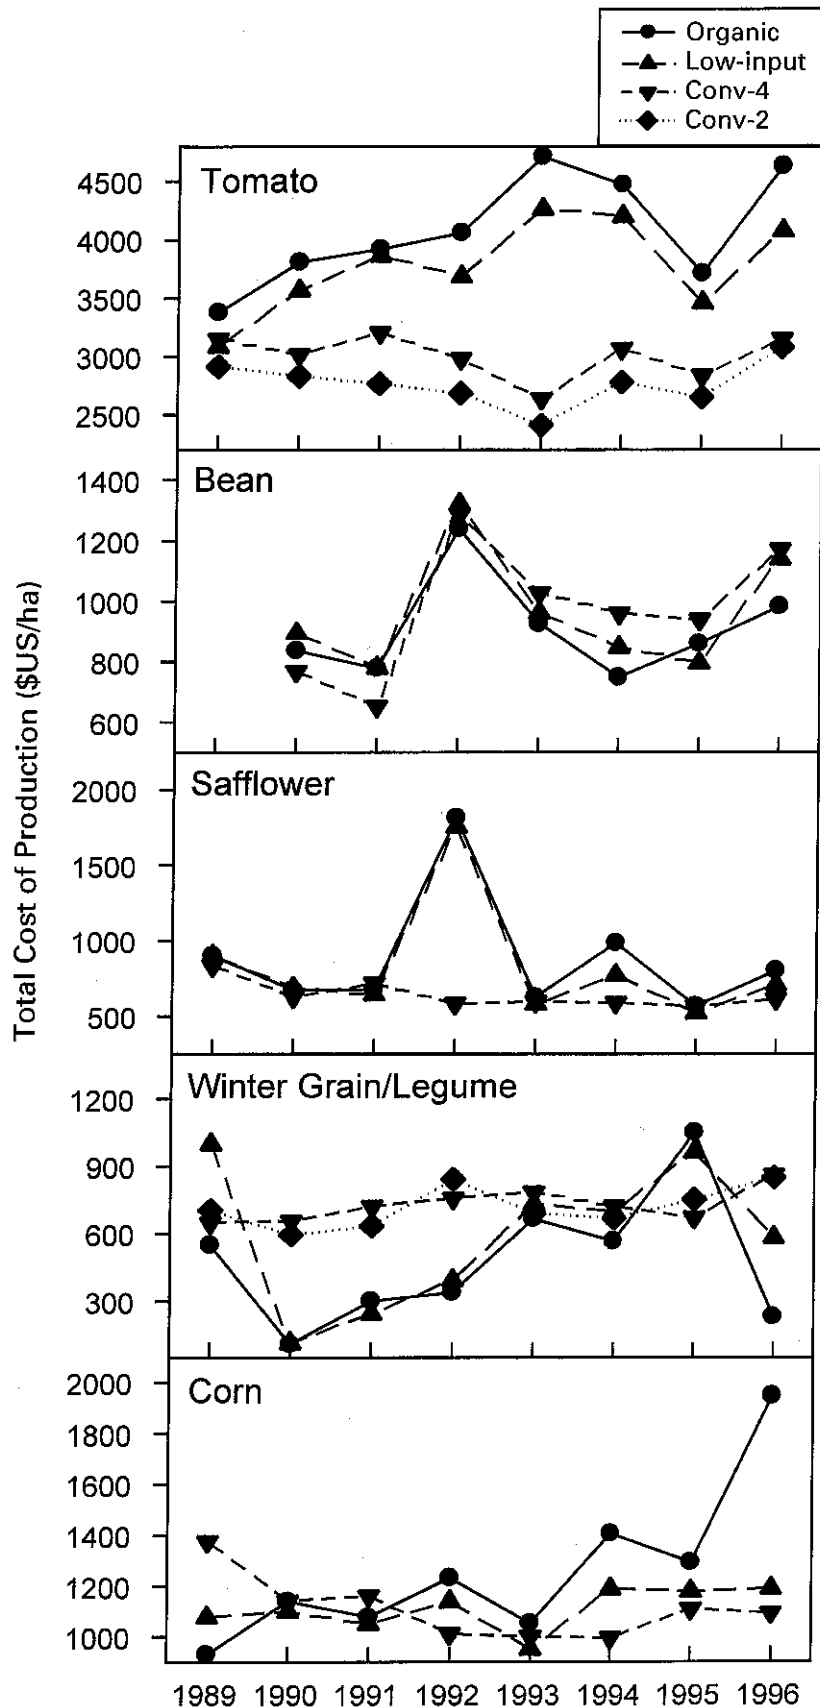 Organic
Low-input
Conv-4
Conv-2
Total Cost of Production ($US/ha)
Tomato
4500
4000
3500
3000
2500
Bean
1400
1200
1000
800
600
Safflower
2000
1500
1000
500
Winter Grain/Legume
1200
900
600
300
Corn
2000
1800
1600
1400
1200
1000
1989 1990 1991 1992 1993 1994 1995 1996